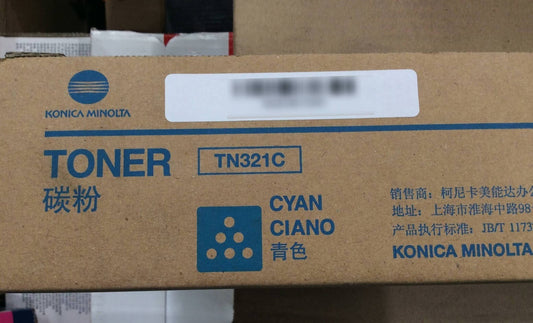 KONICA MINOLTA
TONER TN321C
碳粉
CYAN
CIANO
青色
销售商：柯尼卡美能达办
地址：上海市淮海中路98
产品执行标准：JB/T 1173
KONICA MINOLTA